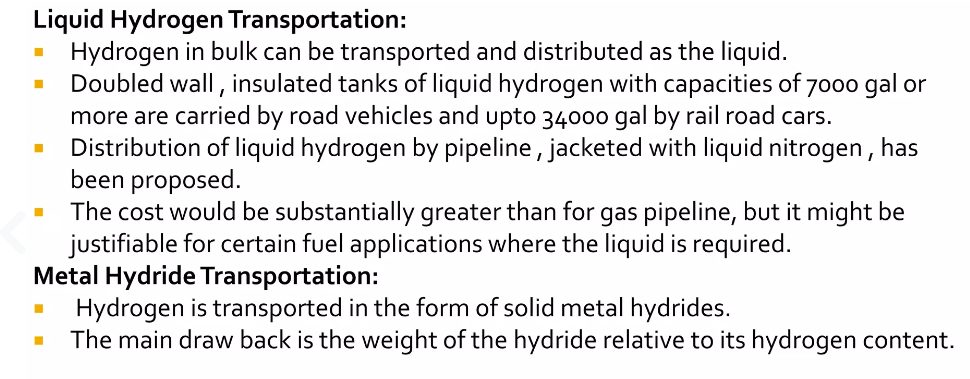 Liquid Hydrogen Transportation:
▪ Hydrogen in bulk can be transported and distributed as the liquid.
▪ Doubled wall , insulated tanks of liquid hydrogen with capacities of 7000 gal or
more are carried by road vehicles and upto 34000 gal by rail road cars.
▪ Distribution of liquid hydrogen by pipeline , jacketed with liquid nitrogen , has
been proposed.
▪ The cost would be substantially greater than for gas pipeline, but it might be
justifiable for certain fuel applications where the liquid is required.
Metal Hydride Transportation:
▪ Hydrogen is transported in the form of solid metal hydrides.
▪ The main draw back is the weight of the hydride relative to its hydrogen content.